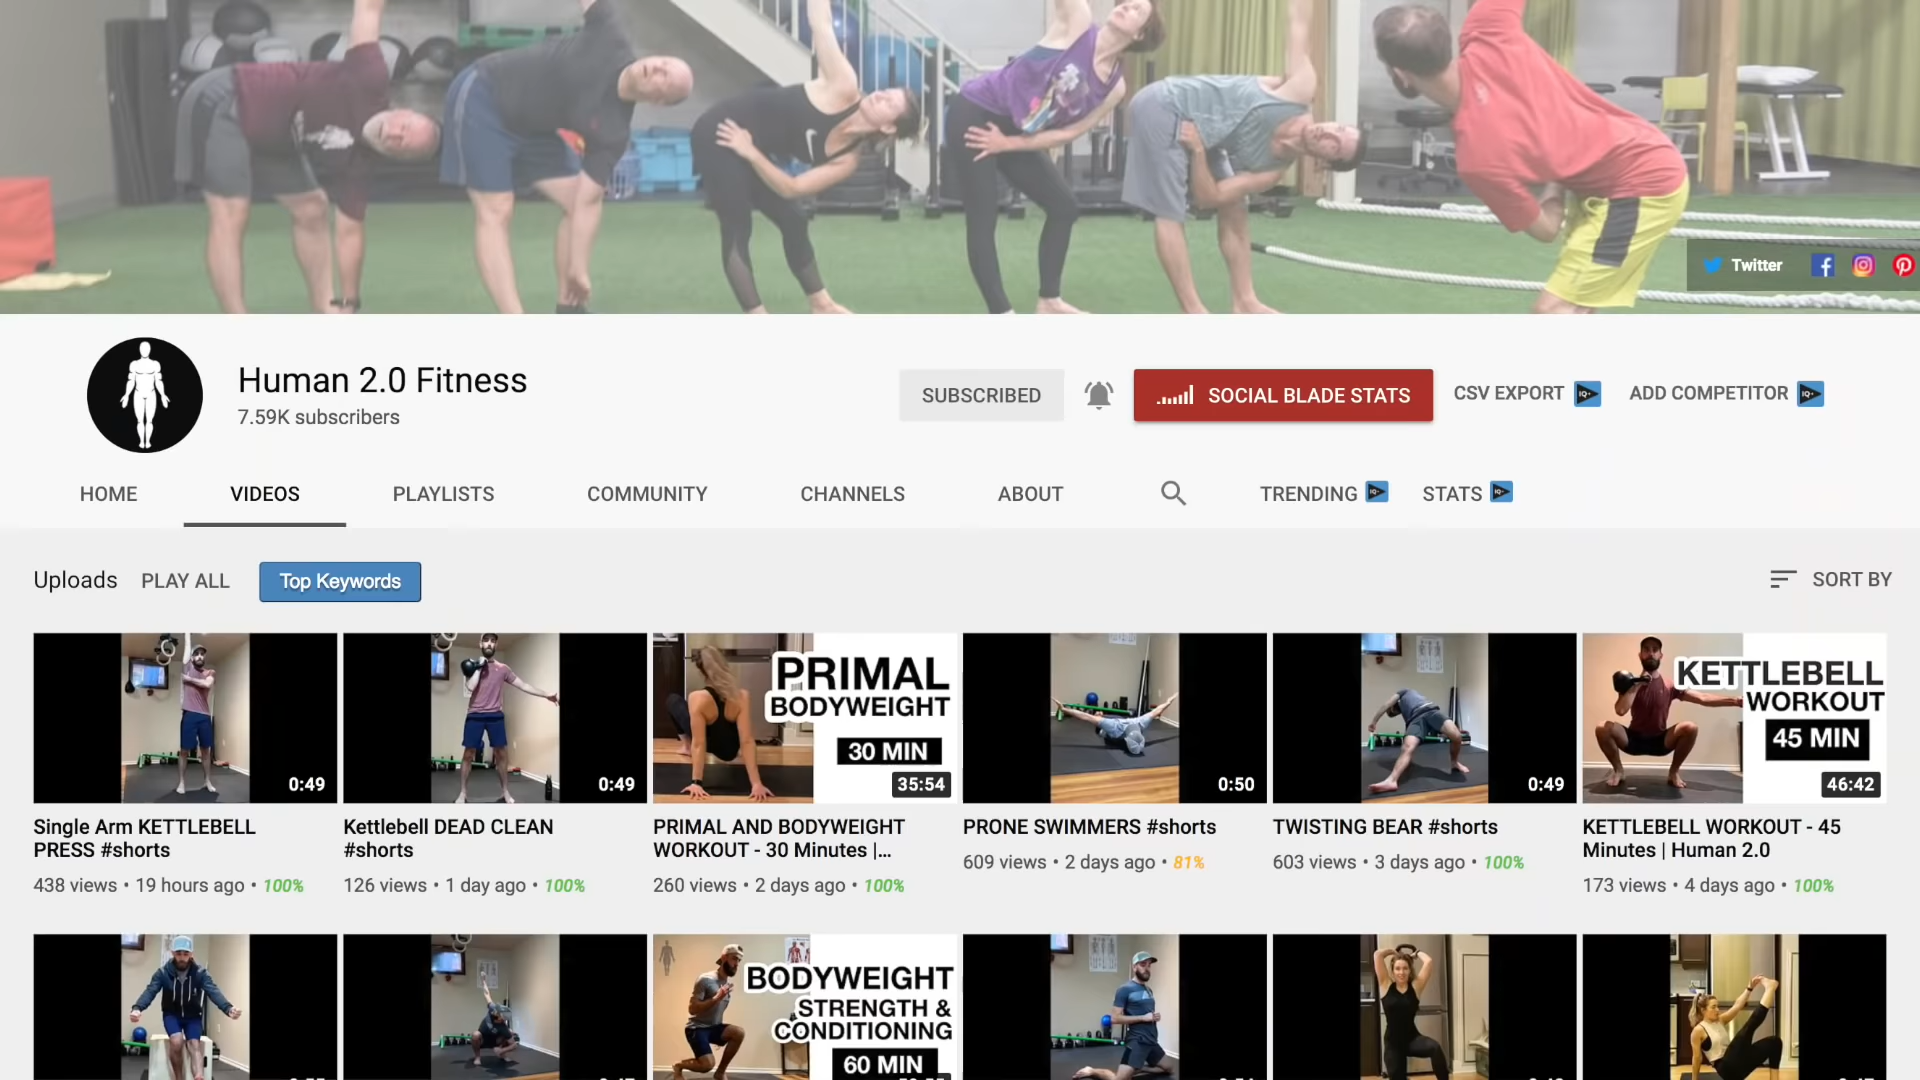 Twitter
Human 2.0 Fitness
7.59K subscribers
SUBSCRIBED
SOCIAL BLADE STATS
CSV EXPORT
IQ+
ADD COMPETITOR
IQ+
HOME
VIDEOS
PLAYLISTS
COMMUNITY
CHANNELS
ABOUT
TRENDING
IQ+
STATS
IQ+
Uploads
PLAY ALL
Top Keywords
SORT BY
0:49
0:49
PRIMAL
BODYWEIGHT
30 MIN
35:54
0:50
0:49
KETTLEBELL
WORKOUT
45 MIN
46:42
Single Arm KETTLEBELL
PRESS #shorts
438 views • 19 hours ago • 100%
Kettlebell DEAD CLEAN
#shorts
126 views • 1 day ago • 100%
PRIMAL AND BODYWEIGHT
WORKOUT - 30 Minutes |...
260 views • 2 days ago • 100%
PRONE SWIMMERS #shorts
609 views • 2 days ago • 81%
TWISTING BEAR #shorts
603 views • 3 days ago • 100%
KETTLEBELL WORKOUT - 45
Minutes | Human 2.0
173 views • 4 days ago • 100%
BODYWEIGHT
STRENGTH &
CONDITIONING
60 MIN